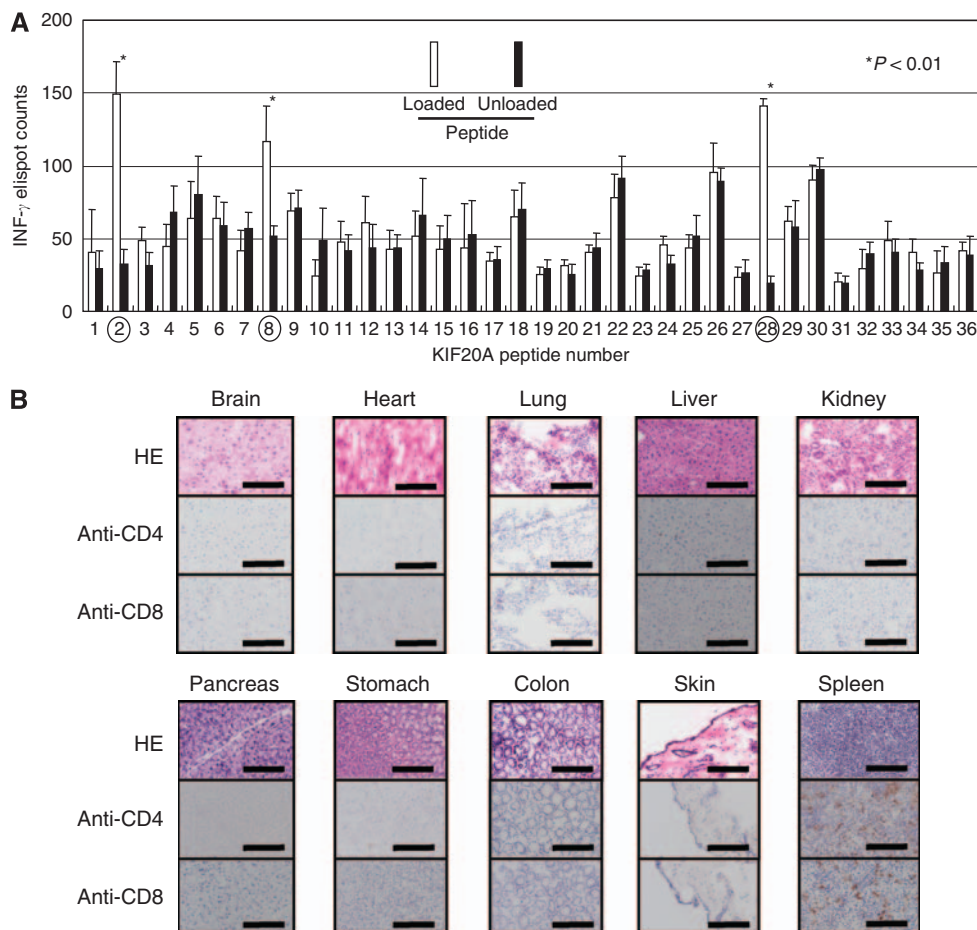 A
200
150
100
50
0
INF-γ elispot counts
* * *
*P < 0.01
Loaded Unloaded
Peptide
1 2 3 4 5 6 7 8 9 10 11 12 13 14 15 16 17 18 19 20 21 22 23 24 25 26 27 28 29 30 31 32 33 34 35 36
KIF20A peptide number
B
Brain Heart Lung Liver Kidney
HE
Anti-CD4
Anti-CD8
Pancreas Stomach Colon Skin Spleen
HE
Anti-CD4
Anti-CD8